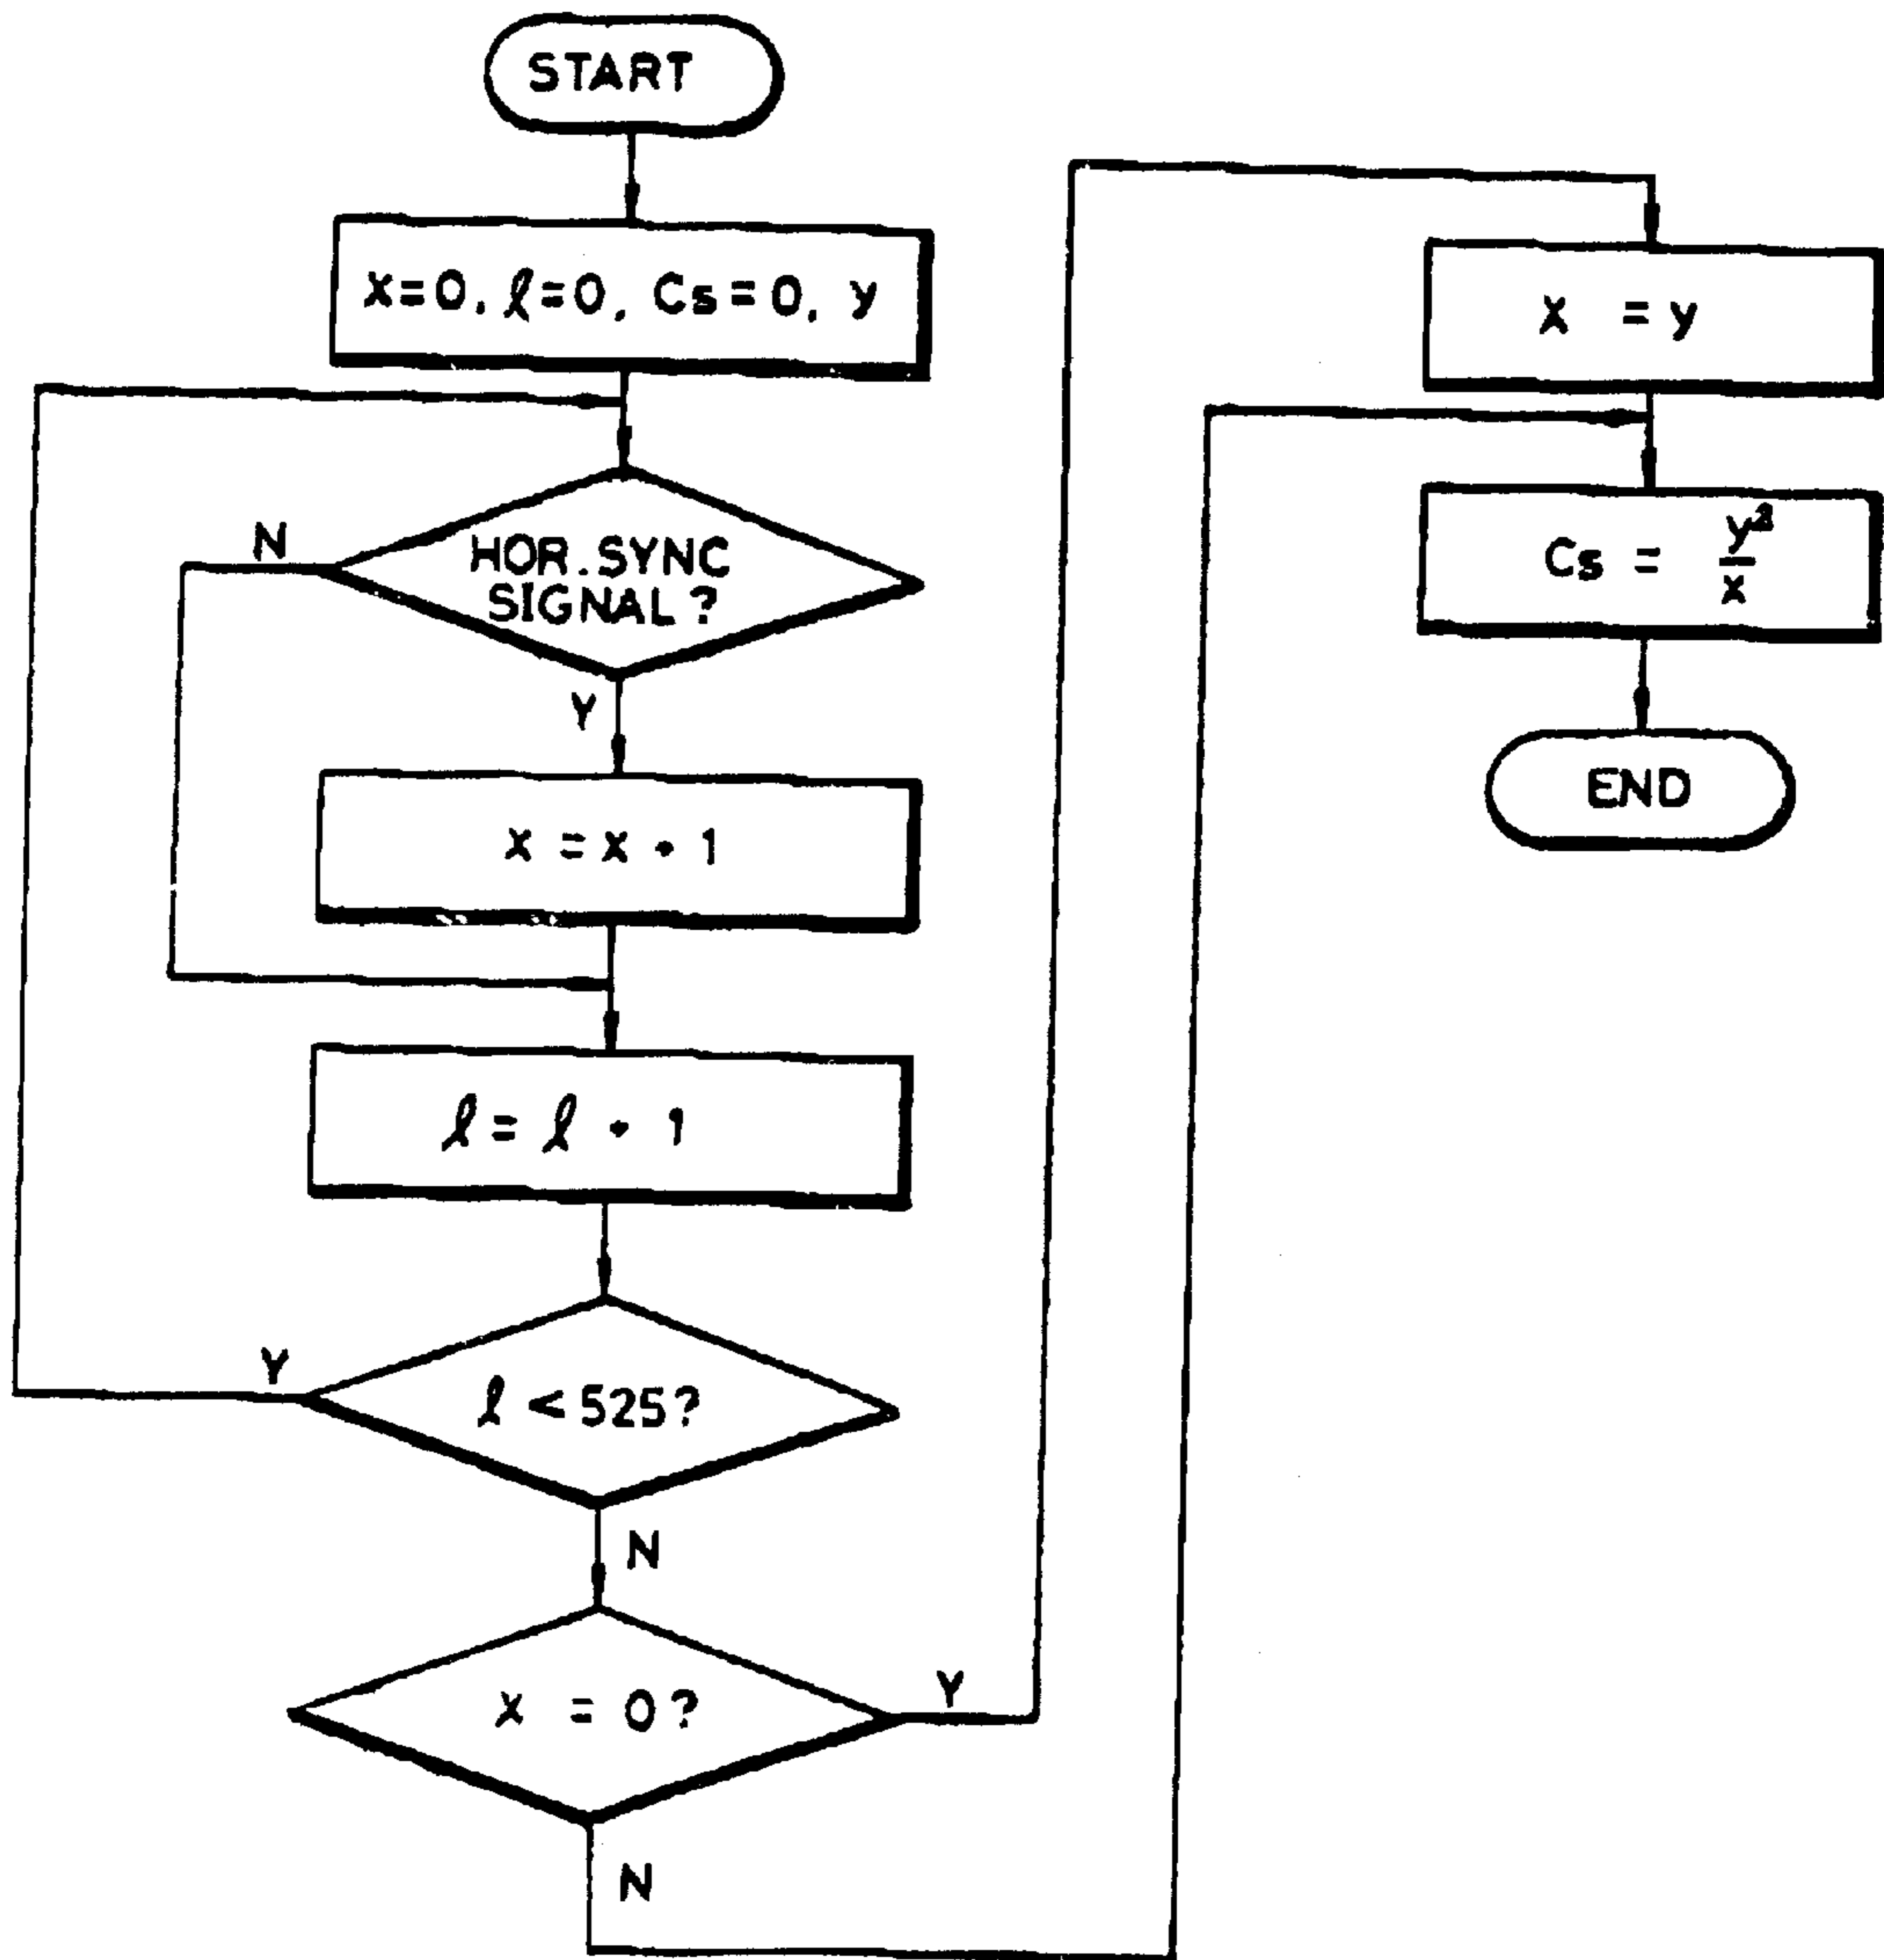 START
x=0, ℓ=0, Cs=0, y
HOR. SYNC
SIGNAL?
N
Y
x = x + 1
ℓ = ℓ + 1
ℓ < 525?
Y
N
x = 0?
Y
N
x = y
Cs = y²/x
END